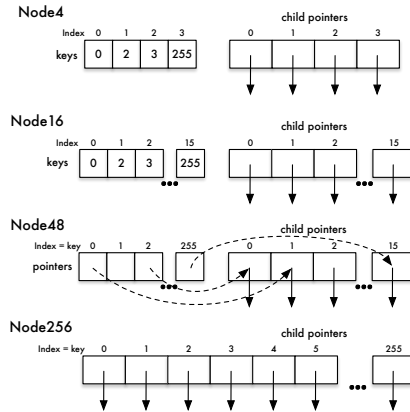 Node4
child pointers
Index 0 1 2 3 0 1 2 3
keys 0 2 3 255
Node16
child pointers
Index 0 1 2 15 0 1 2 15
keys 0 2 3 255
Node48
child pointers
Index = key 0 1 2 255 0 1 2 15
pointers
Node256
child pointers
Index = key 0 1 2 3 4 5 255